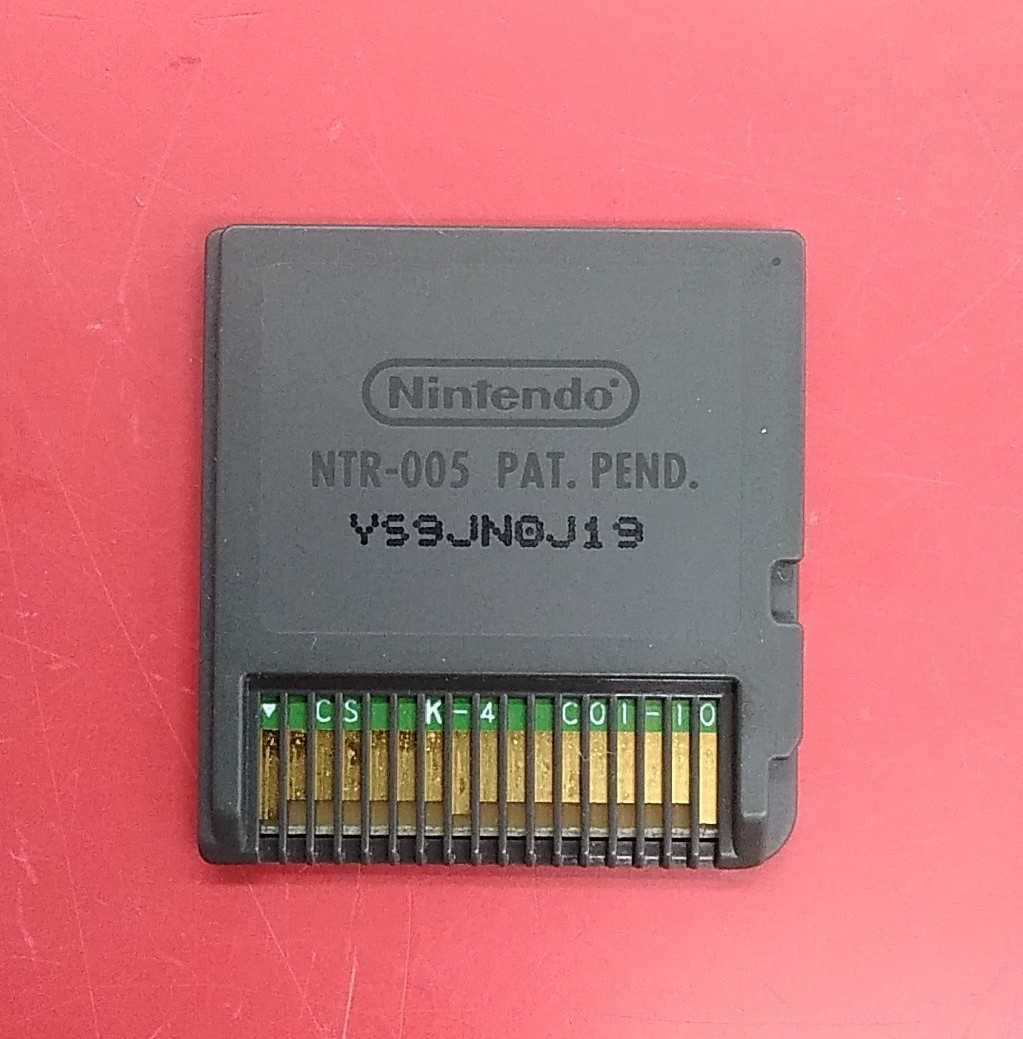 Nintendo
NTR-005 PAT. PEND.
YS9JN0J19
CS K-4 C01-10